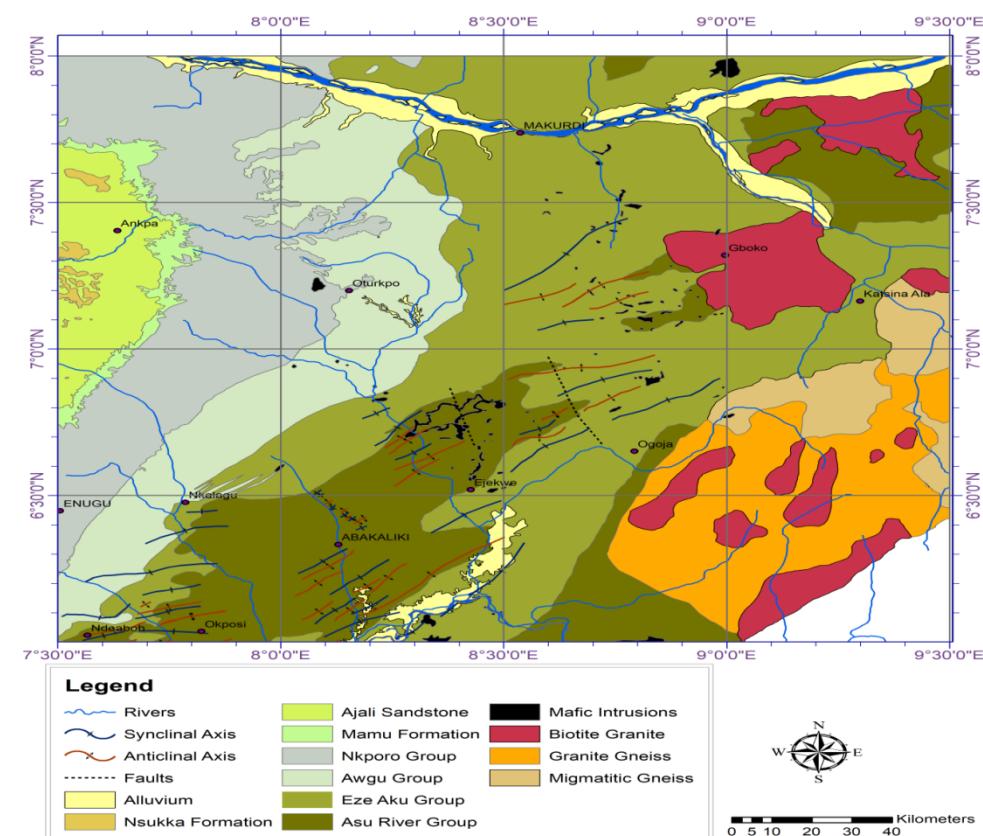 7°30'0"E 8°0'0"E 8°30'0"E 9°0'0"E 9°30'0"E
8°0'0"N 8°0'0"N
MAKURDI
7°30'0"N 7°30'0"N
Ankpa
Gboko
Oturkpo
Katsina Ala
7°0'0"N 7°0'0"N
Ogoja
Ejekwe
6°30'0"N 6°30'0"N
Nkalagu
ENUGU
ABAKALIKI
Okposi
Ndeaboh
7°30'0"E 8°0'0"E 8°30'0"E 9°0'0"E 9°30'0"E
Legend
Rivers Ajali Sandstone Mafic Intrusions
Synclinal Axis Mamu Formation Biotite Granite
Anticlinal Axis Nkporo Group Granite Gneiss
Faults Awgu Group Migmatitic Gneiss
Alluvium Eze Aku Group
Nsukka Formation Asu River Group
N
W E
S
Kilometers
0 5 10 20 30 40